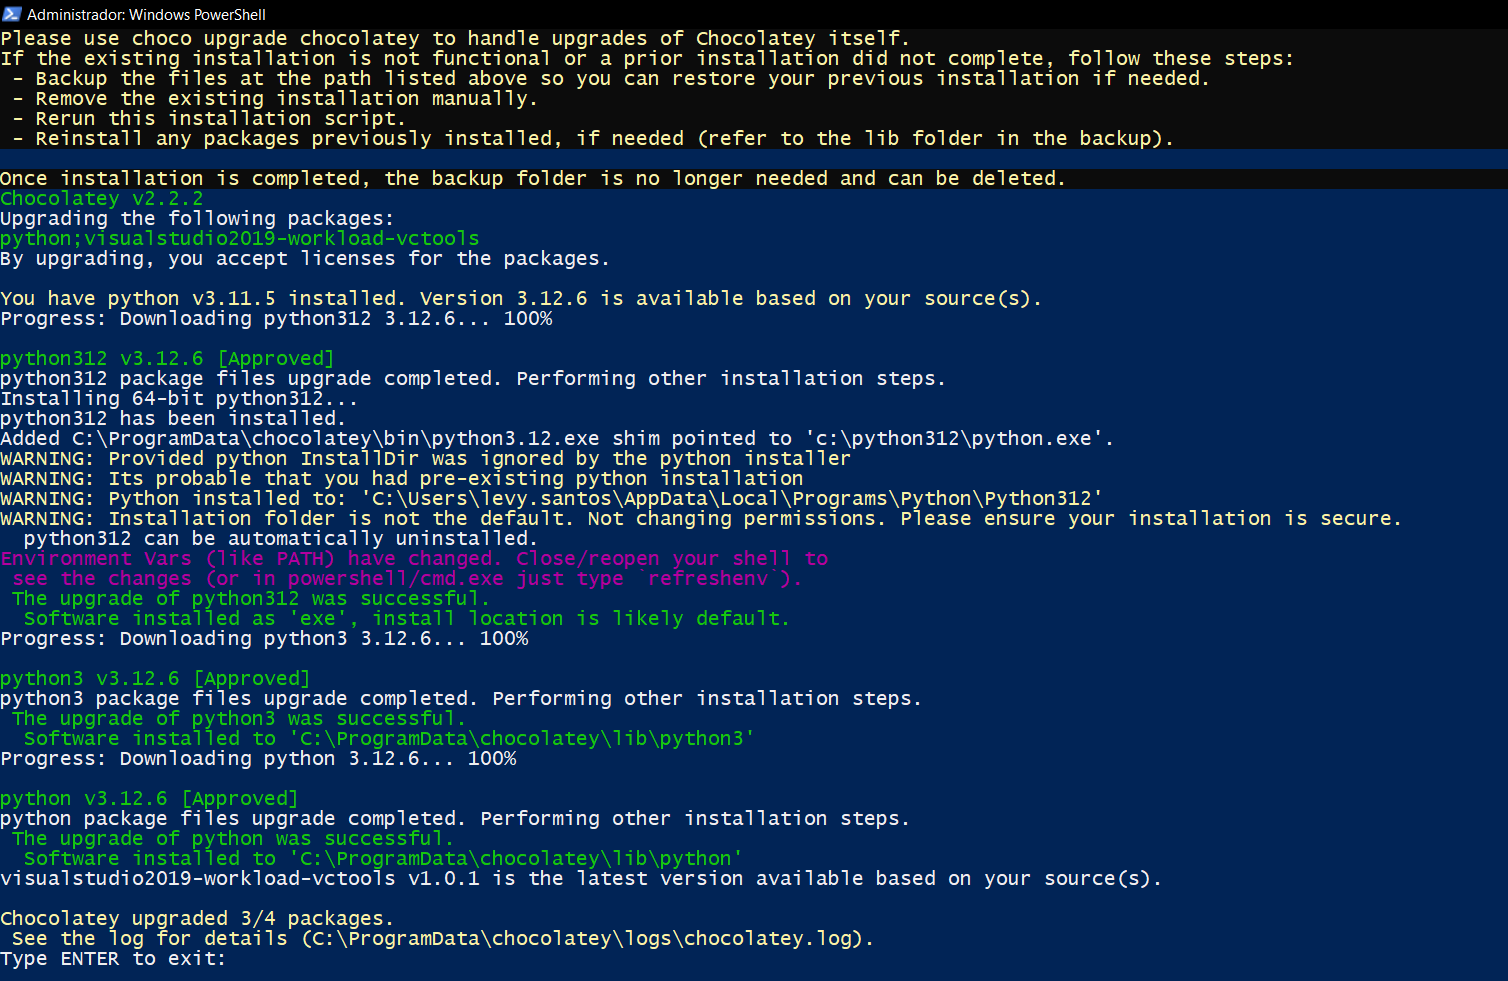 Administrador: Windows PowerShell
Please use choco upgrade chocolatey to handle upgrades of Chocolatey itself.
If the existing installation is not functional or a prior installation did not complete, follow these steps:
 - Backup the files at the path listed above so you can restore your previous installation if needed.
 - Remove the existing installation manually.
 - Rerun this installation script.
 - Reinstall any packages previously installed, if needed (refer to the lib folder in the backup).
Once installation is completed, the backup folder is no longer needed and can be deleted.
Chocolatey v2.2.2
Upgrading the following packages:
python;visualstudio2019-workload-vctools
By upgrading, you accept licenses for the packages.
You have python v3.11.5 installed. Version 3.12.6 is available based on your source(s).
Progress: Downloading python312 3.12.6... 100%
python312 v3.12.6 [Approved]
python312 package files upgrade completed. Performing other installation steps.
Installing 64-bit python312...
python312 has been installed.
Added C:\ProgramData\chocolatey\bin\python3.12.exe shim pointed to 'c:\python312\python.exe'.
WARNING: Provided python InstallDir was ignored by the python installer
WARNING: Its probable that you had pre-existing python installation
WARNING: Python installed to: 'C:\Users\levy.santos\AppData\Local\Programs\Python\Python312'
WARNING: Installation folder is not the default. Not changing permissions. Please ensure your installation is secure.
  python312 can be automatically uninstalled.
Environment Vars (like PATH) have changed. Close/reopen your shell to
 see the changes (or in powershell/cmd.exe just type `refreshenv`).
 The upgrade of python312 was successful.
  Software installed as 'exe', install location is likely default.
Progress: Downloading python3 3.12.6... 100%
python3 v3.12.6 [Approved]
python3 package files upgrade completed. Performing other installation steps.
 The upgrade of python3 was successful.
  Software installed to 'C:\ProgramData\chocolatey\lib\python3'
Progress: Downloading python 3.12.6... 100%
python v3.12.6 [Approved]
python package files upgrade completed. Performing other installation steps.
 The upgrade of python was successful.
  Software installed to 'C:\ProgramData\chocolatey\lib\python'
visualstudio2019-workload-vctools v1.0.1 is the latest version available based on your source(s).
Chocolatey upgraded 3/4 packages.
 See the log for details (C:\ProgramData\chocolatey\logs\chocolatey.log).
Type ENTER to exit: